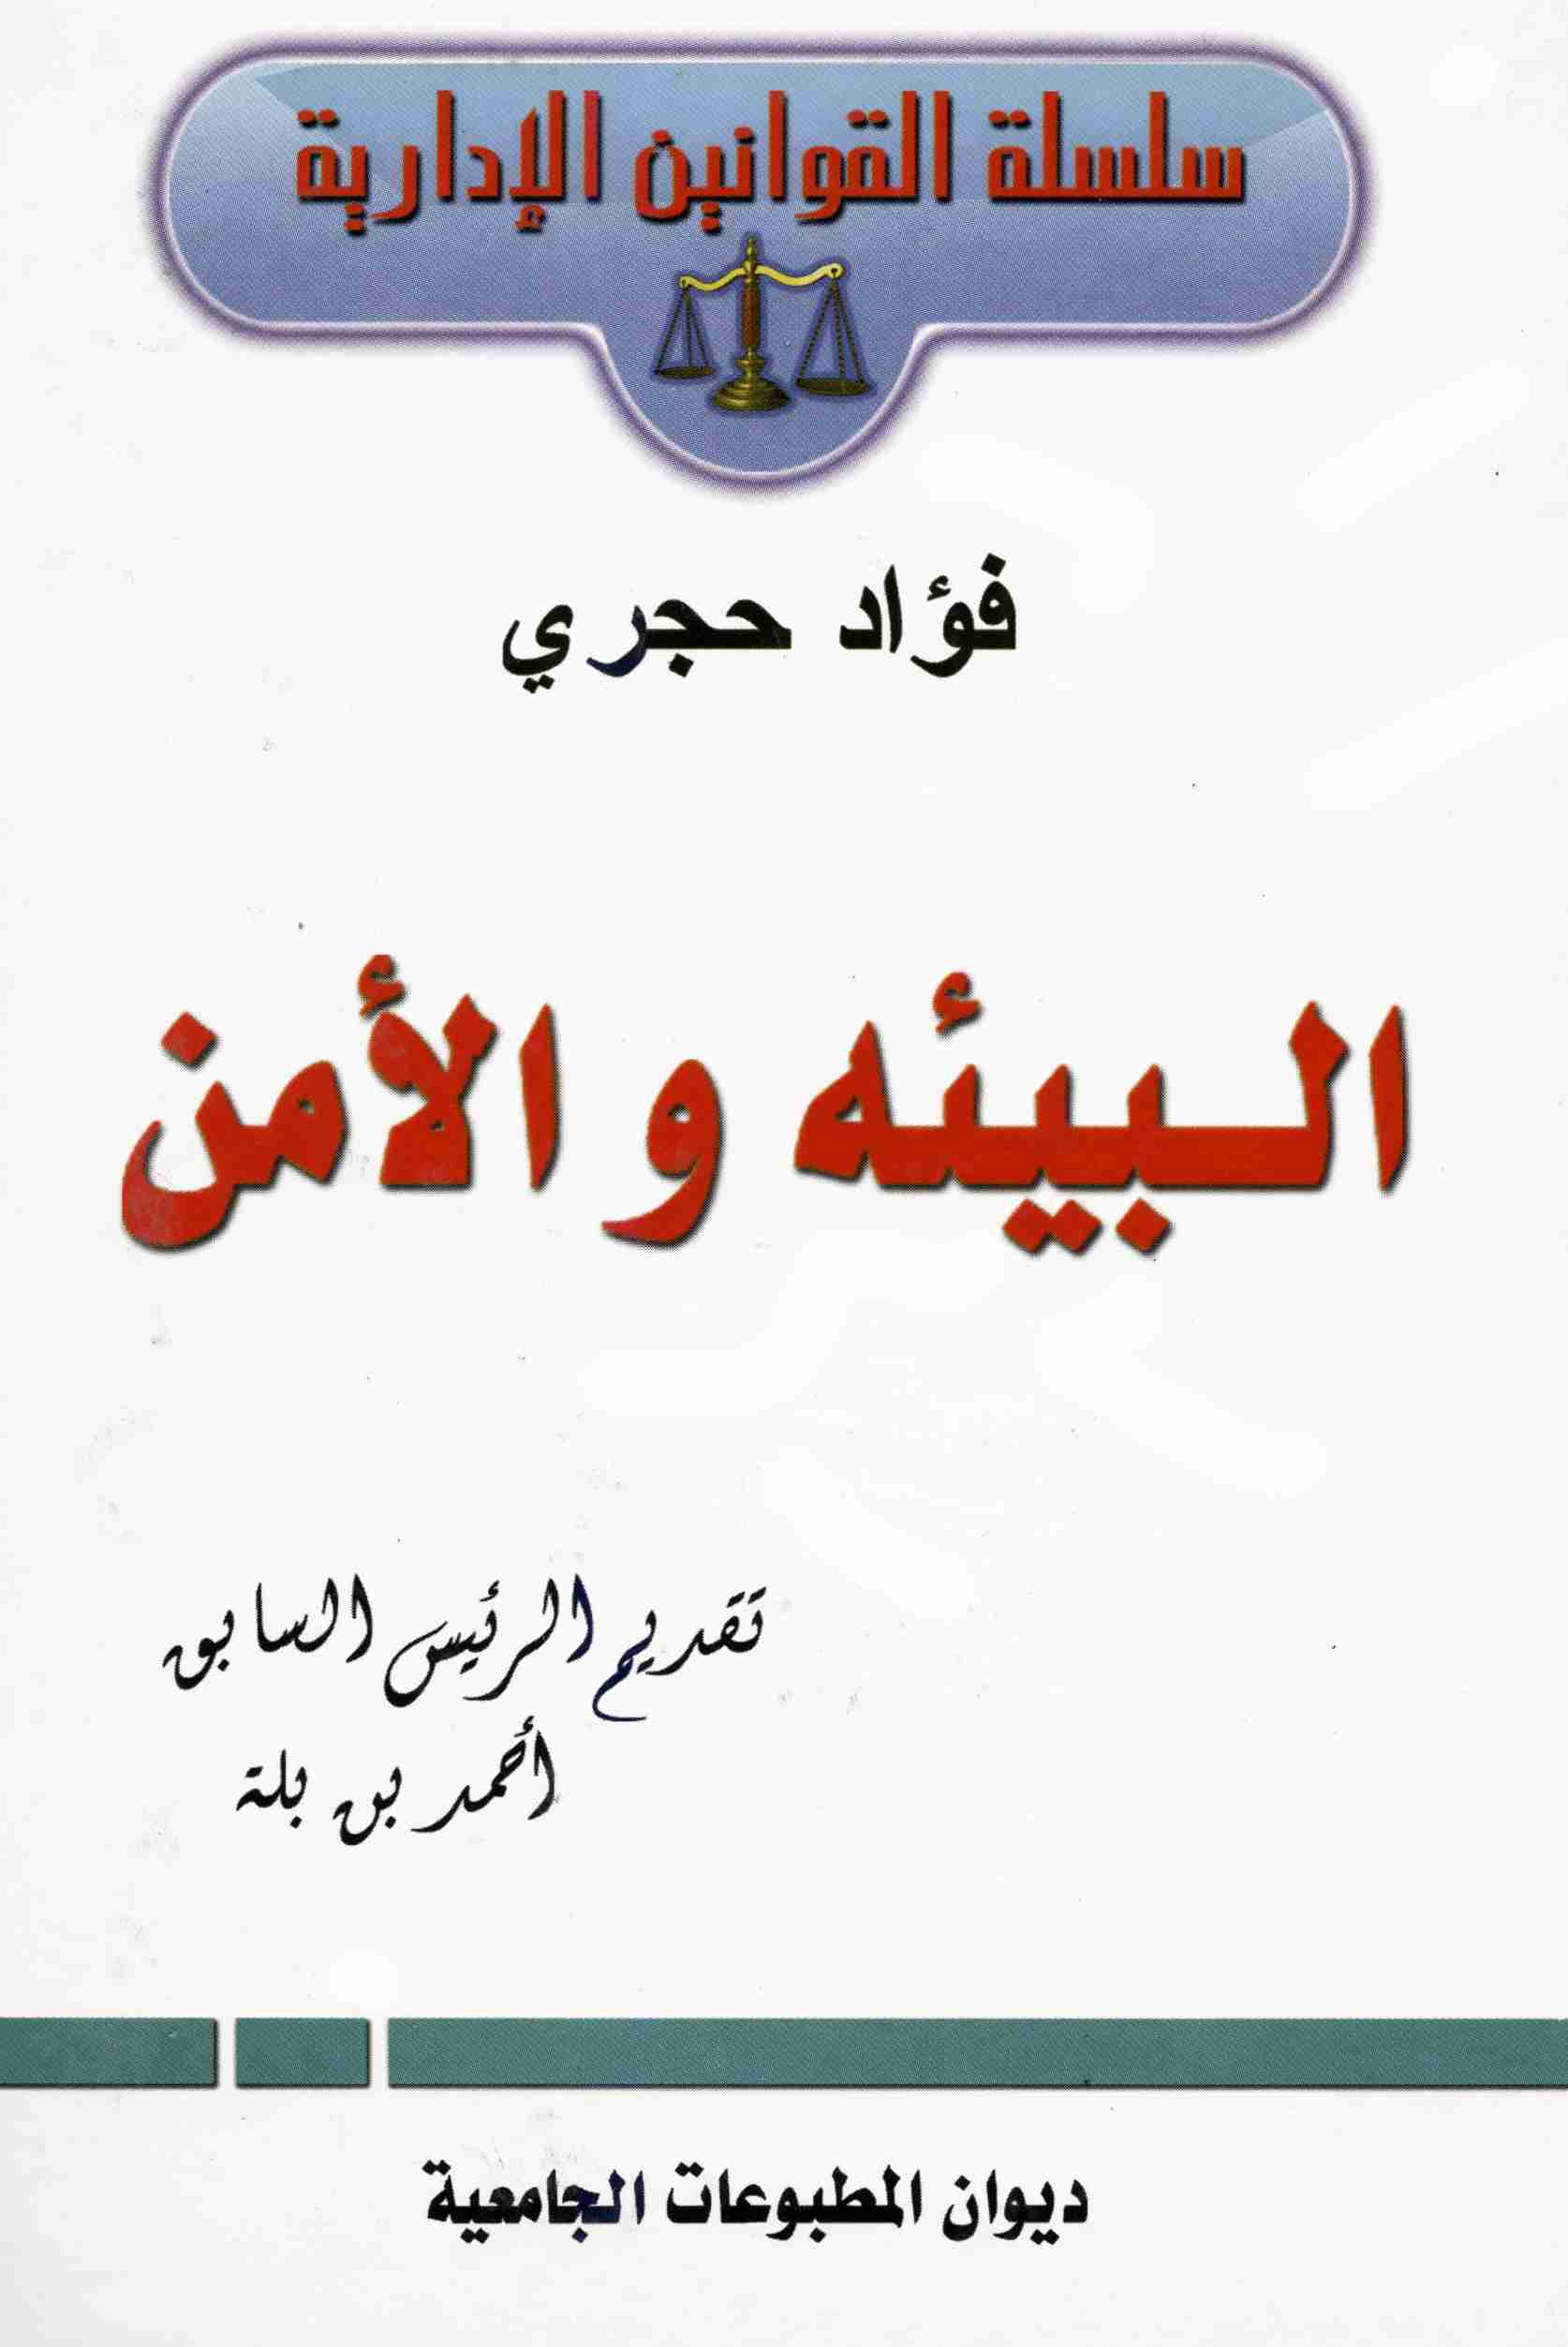 سلسلة القوانين الإدارية
فؤاد حجري
البيئه والأمن
تقديم الرئيس السابق
أحمد بن بلة
ديوان المطبوعات الجامعية